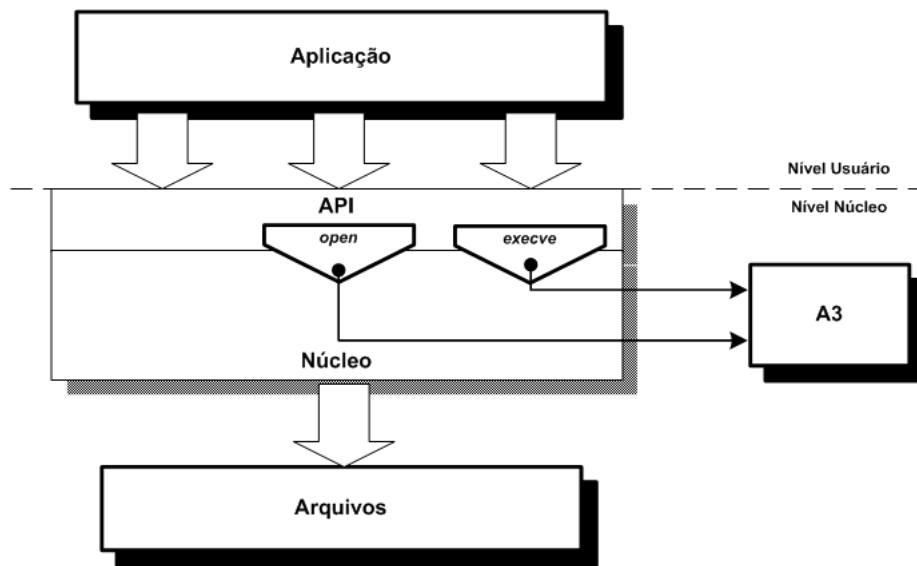 Aplicação
Nível Usuário
Nível Núcleo
API
open
execve
A3
Núcleo
Arquivos